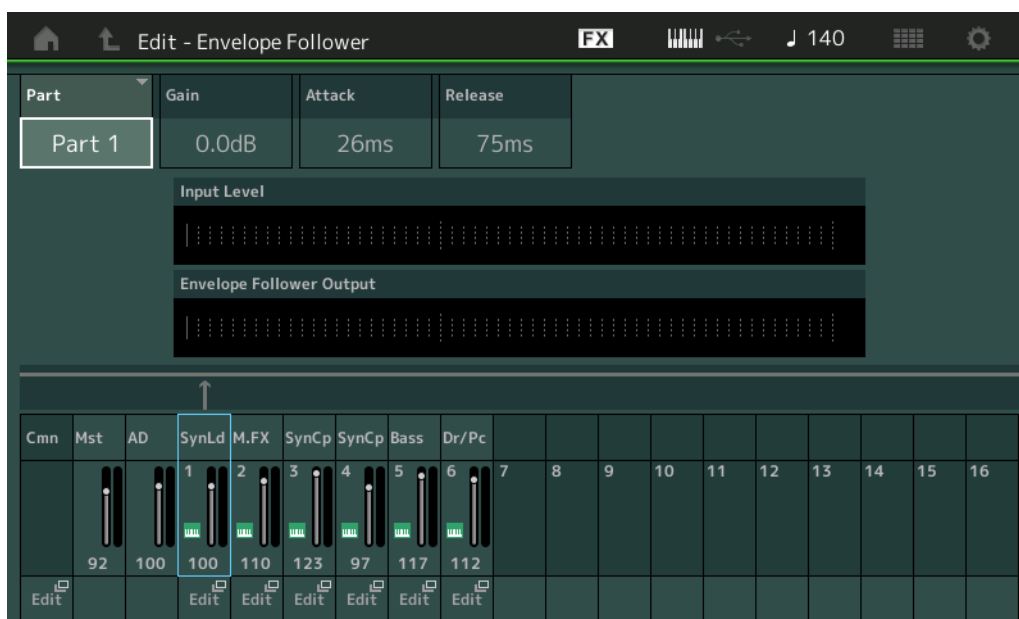 Edit - Envelope Follower FX 140
Part Gain Attack Release
Part 1 0.0dB 26ms 75ms
Input Level
Envelope Follower Output
Cmn Mst AD SynLd M.FX SynCp SynCp Bass Dr/Pc
1 2 3 4 5 6 7 8 9 10 11 12 13 14 15 16
92 100 100 110 123 97 117 112
Edit Edit Edit Edit Edit Edit Edit